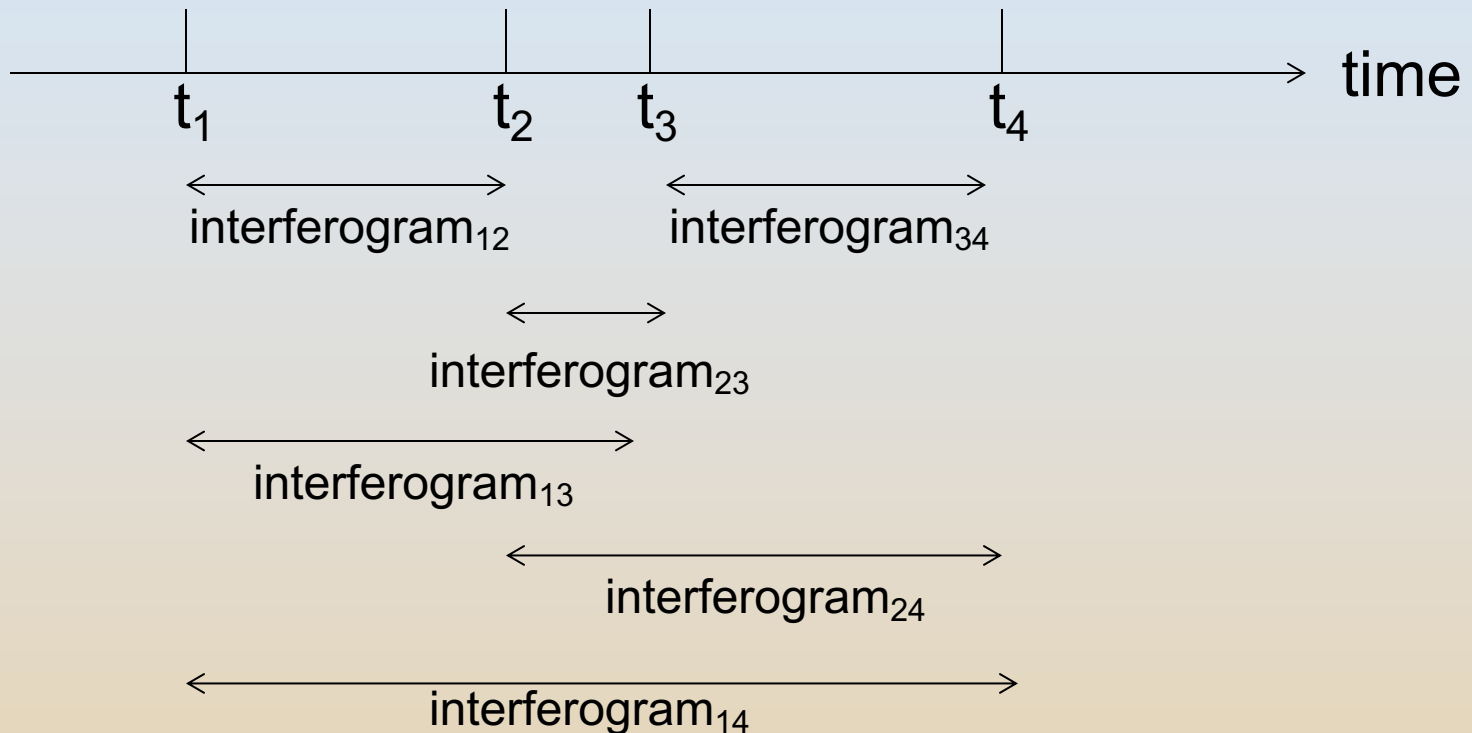 time
t₁ t₂ t₃ t₄
interferogram₁₂ interferogram₃₄
interferogram₂₃
interferogram₁₃
interferogram₂₄
interferogram₁₄